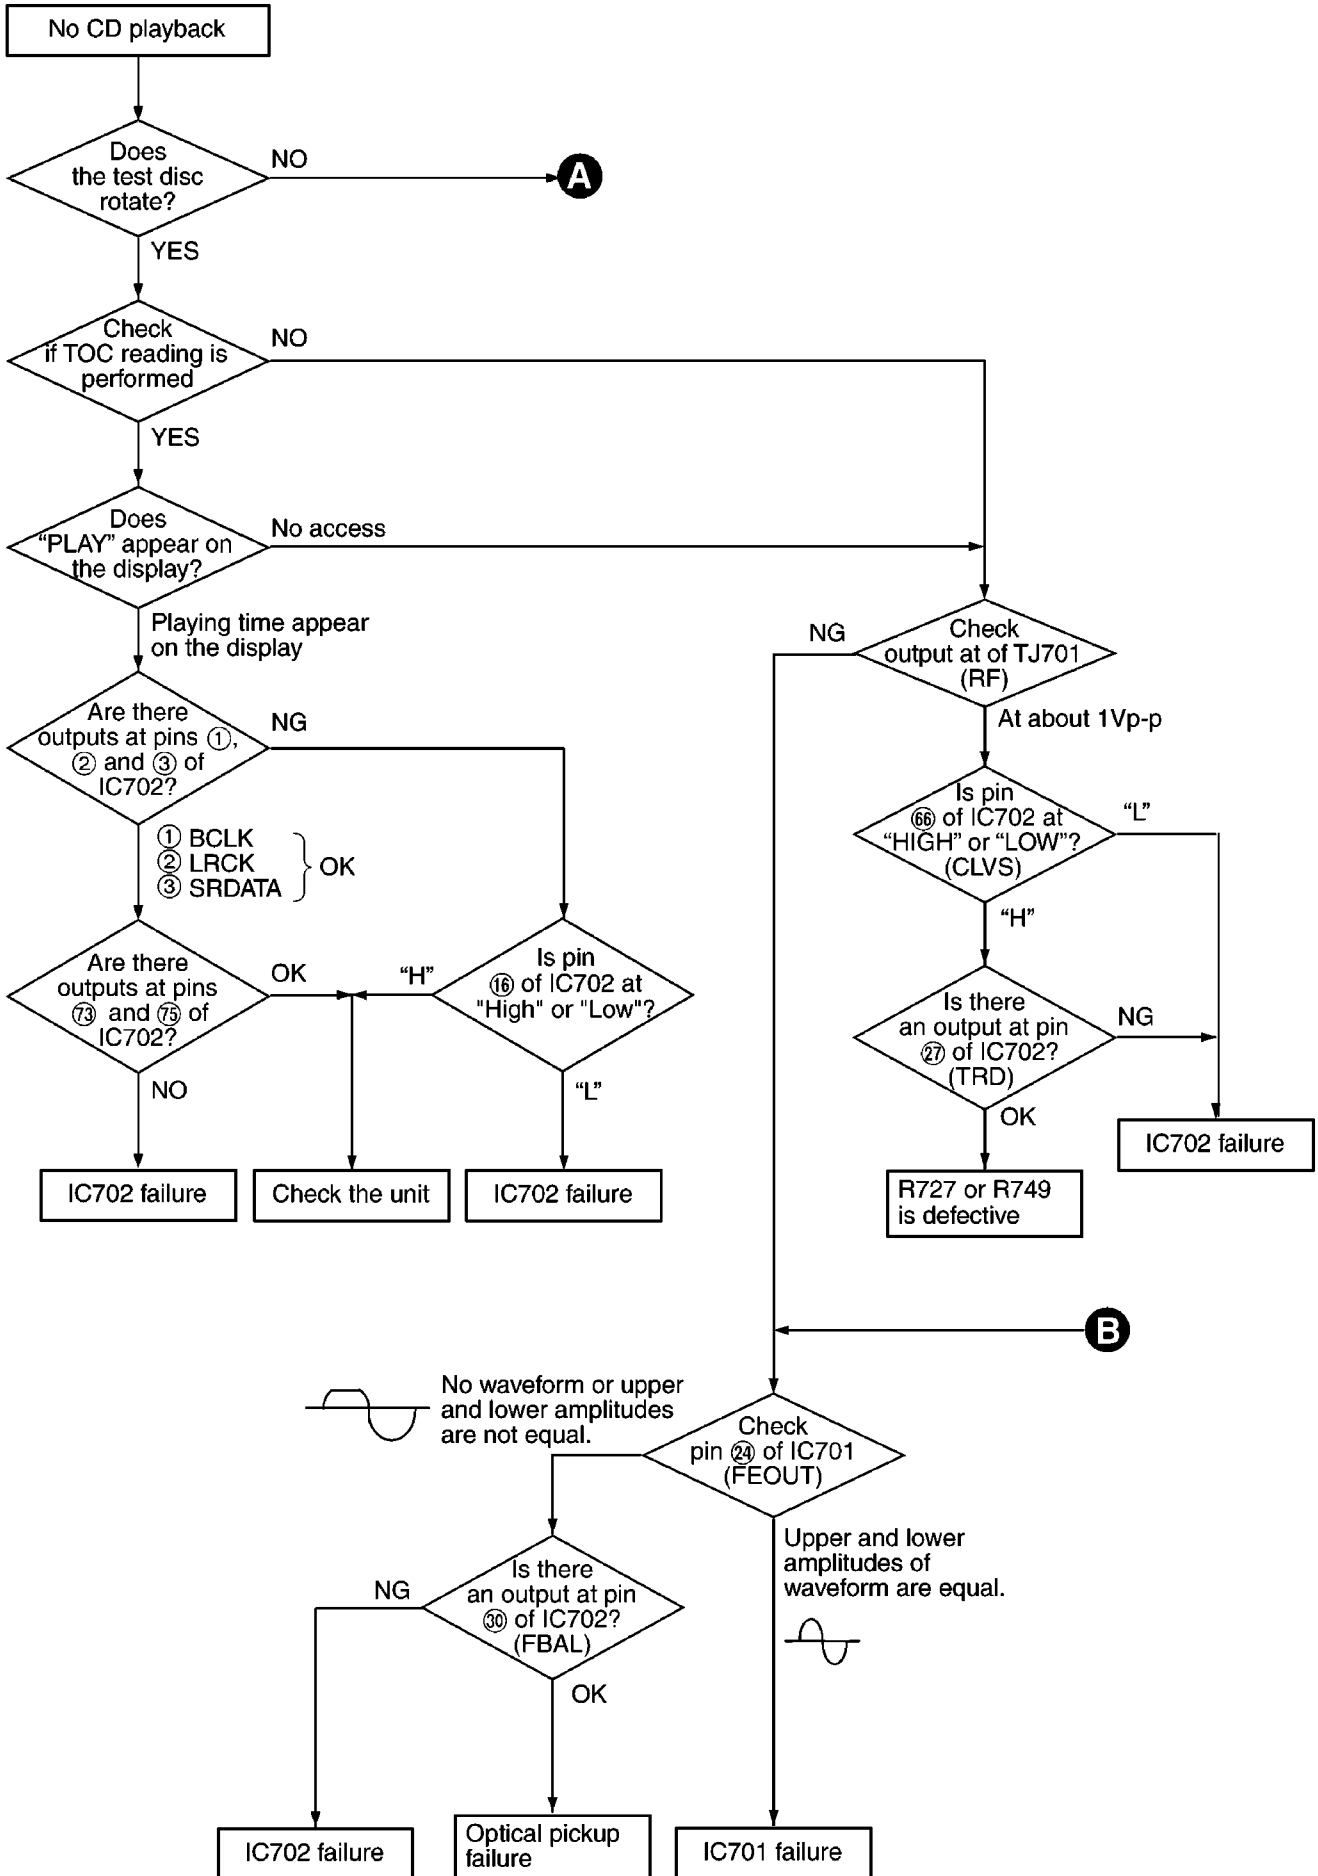 No CD playback
Does
the test disc
rotate?
NO
A
YES
Check
if TOC reading is
performed
NO
YES
Does
“PLAY” appear on
the display?
No access
Playing time appear
on the display
Are there
outputs at pins ①,
② and ③ of
IC702?
NG
① BCLK
② LRCK
③ SRDATA
OK
Are there
outputs at pins
73 and 75 of
IC702?
OK
NO
“H”
Is pin
⑯ of IC702 at
"High" or "Low"?
“L”
IC702 failure
Check the unit
IC702 failure
NG
Check
output at of TJ701
(RF)
At about 1Vp-p
Is pin
66 of IC702 at
“HIGH” or “LOW”?
(CLVS)
“L”
“H”
Is there
an output at pin
㉗ of IC702?
(TRD)
NG
OK
IC702 failure
R727 or R749
is defective
B
No waveform or upper
and lower amplitudes
are not equal.
Check
pin ㉔ of IC701
(FEOUT)
Upper and lower
amplitudes of
waveform are equal.
Is there
an output at pin
㉚ of IC702?
(FBAL)
NG
OK
IC702 failure
Optical pickup
failure
IC701 failure